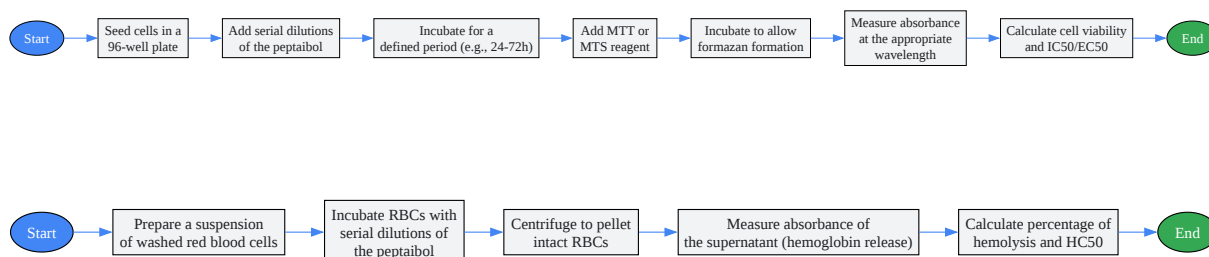 Start
Seed cells in a
96-well plate
Add serial dilutions
of the peptaibol
Incubate for a
defined period (e.g., 24-72h)
Add MTT or
MTS reagent
Incubate to allow
formazan formation
Measure absorbance
at the appropriate
wavelength
Calculate cell viability
and IC50/EC50
End
Start
Prepare a suspension
of washed red blood cells
Incubate RBCs with
serial dilutions of
the peptaibol
Centrifuge to pellet
intact RBCs
Measure absorbance of
the supernatant (hemoglobin release)
Calculate percentage of
hemolysis and HC50
End